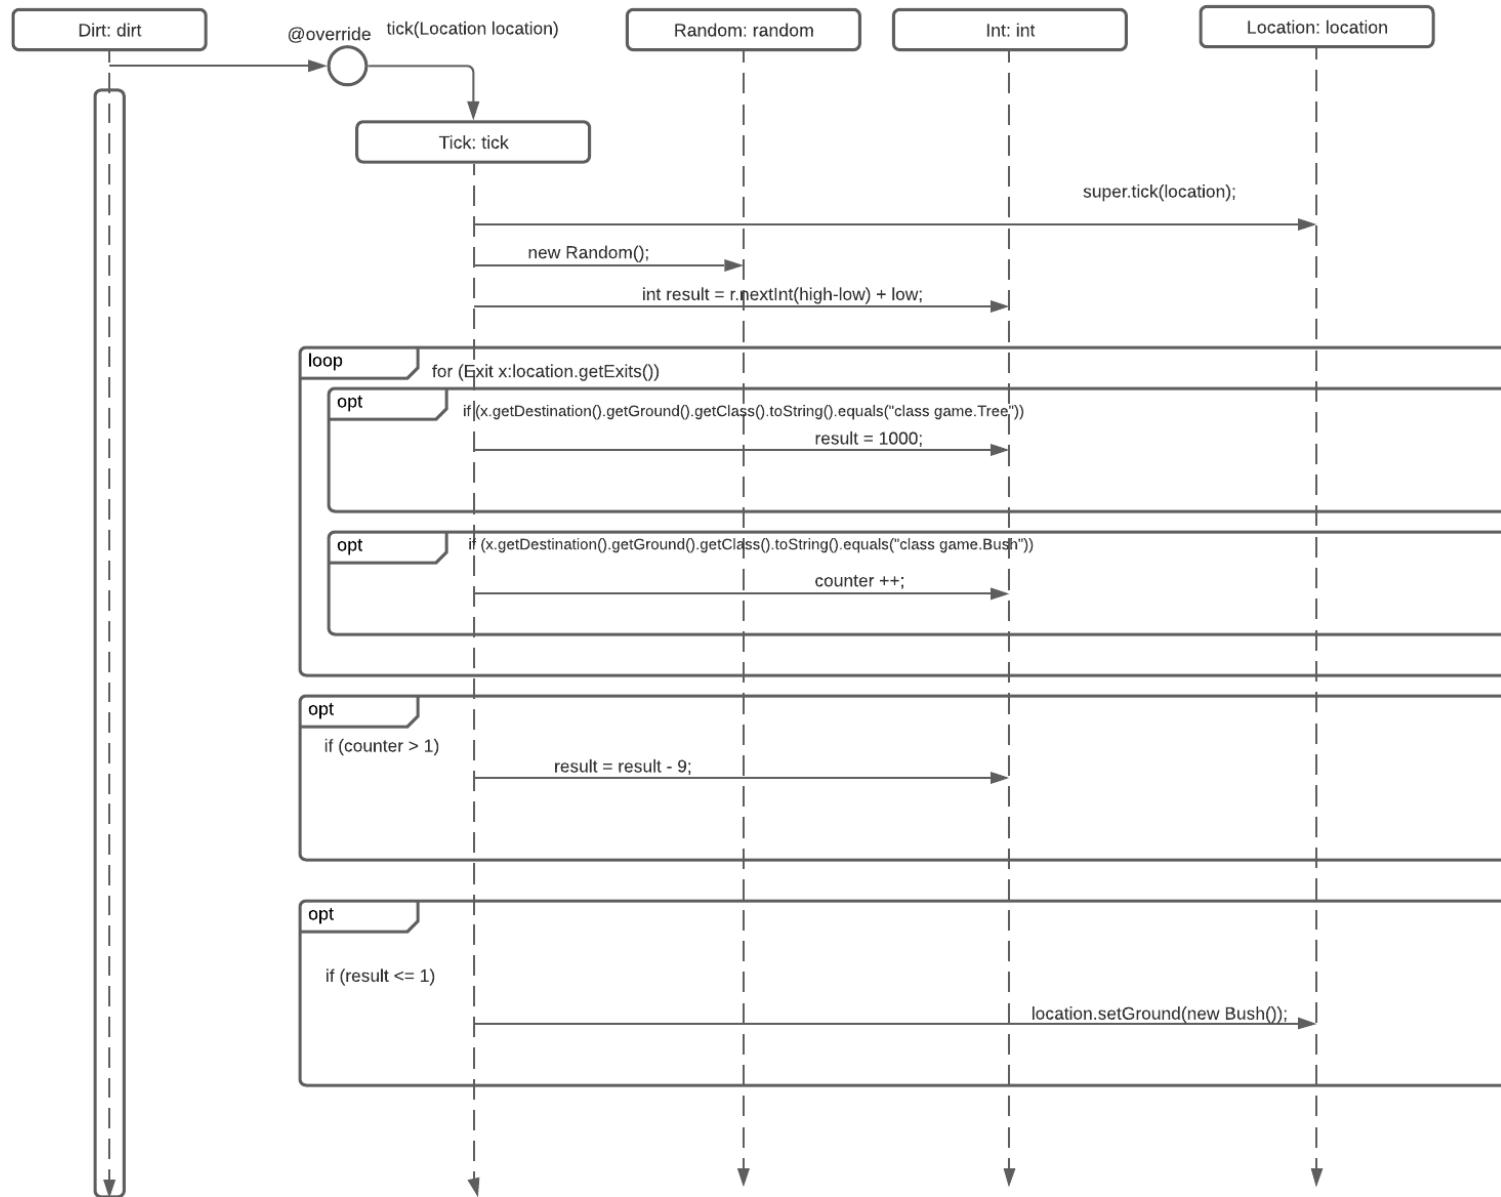 Dirt: dirt
@override
tick(Location location)
Random: random
Int: int
Location: location
Tick: tick
super.tick(location);
new Random();
int result = r.nextInt(high-low) + low;
loop
for (Exit x:location.getExits())
opt
if (x.getDestination().getGround().getClass().toString().equals("class game.Tree"))
result = 1000;
opt
if (x.getDestination().getGround().getClass().toString().equals("class game.Bush"))
counter ++;
opt
if (counter > 1)
result = result - 9;
opt
if (result <= 1)
location.setGround(new Bush());